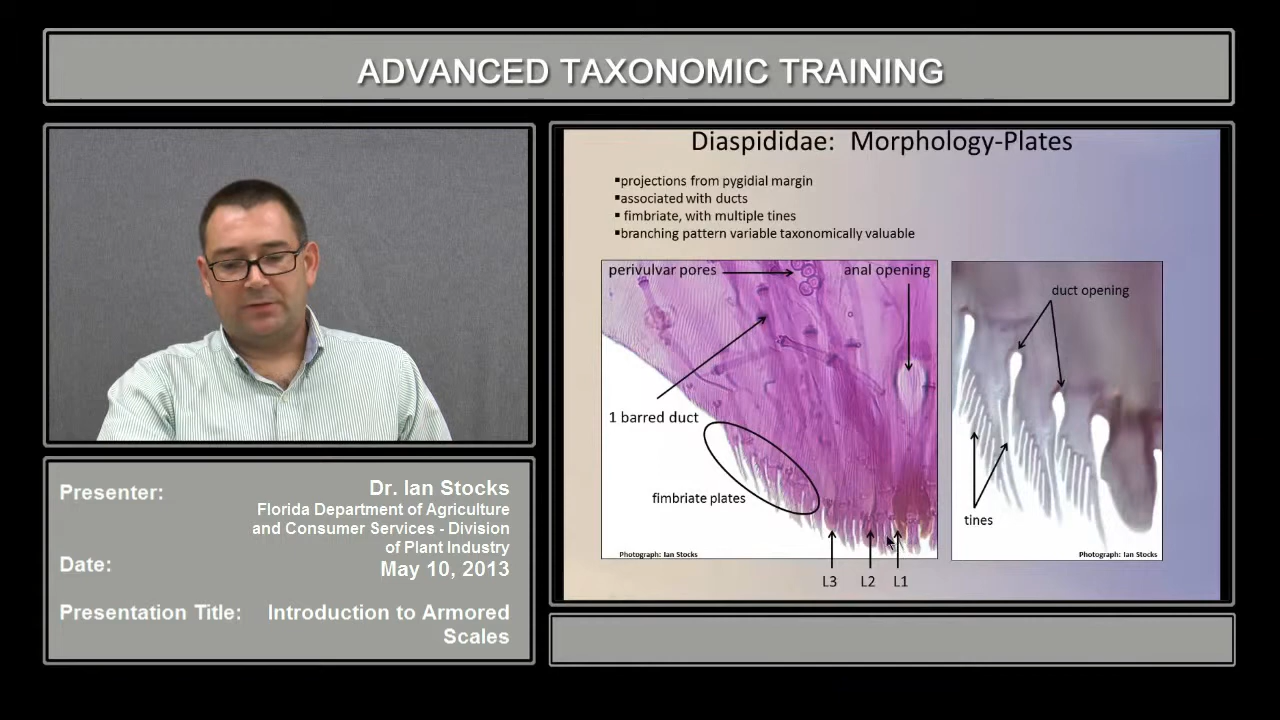 ADVANCED TAXONOMIC TRAINING
Presenter: Dr. Ian Stocks
Florida Department of Agriculture
and Consumer Services - Division
of Plant Industry
Date: May 10, 2013
Presentation Title: Introduction to Armored
Scales
Diaspididae: Morphology-Plates
▪projections from pygidial margin
▪associated with ducts
▪ fimbriate, with multiple tines
▪branching pattern variable taxonomically valuable
perivulvar pores
anal opening
1 barred duct
fimbriate plates
Photograph: Ian Stocks
L3 L2 L1
duct opening
tines
Photograph: Ian Stocks